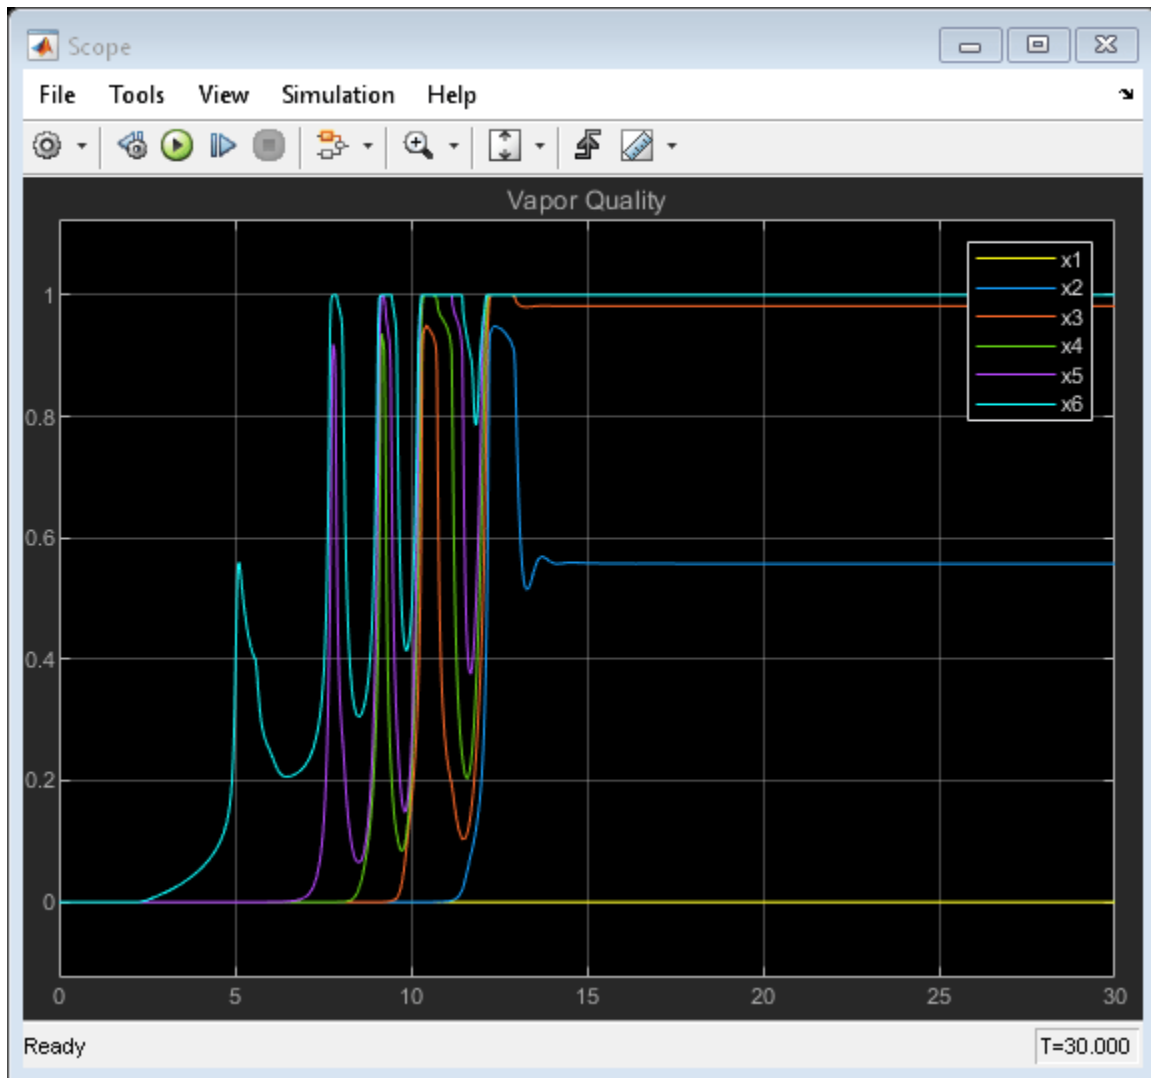 Scope
File Tools View Simulation Help
Vapor Quality
1
0.8
0.6
0.4
0.2
0
x1
x2
x3
x4
x5
x6
0 5 10 15 20 25 30
Ready T=30.000